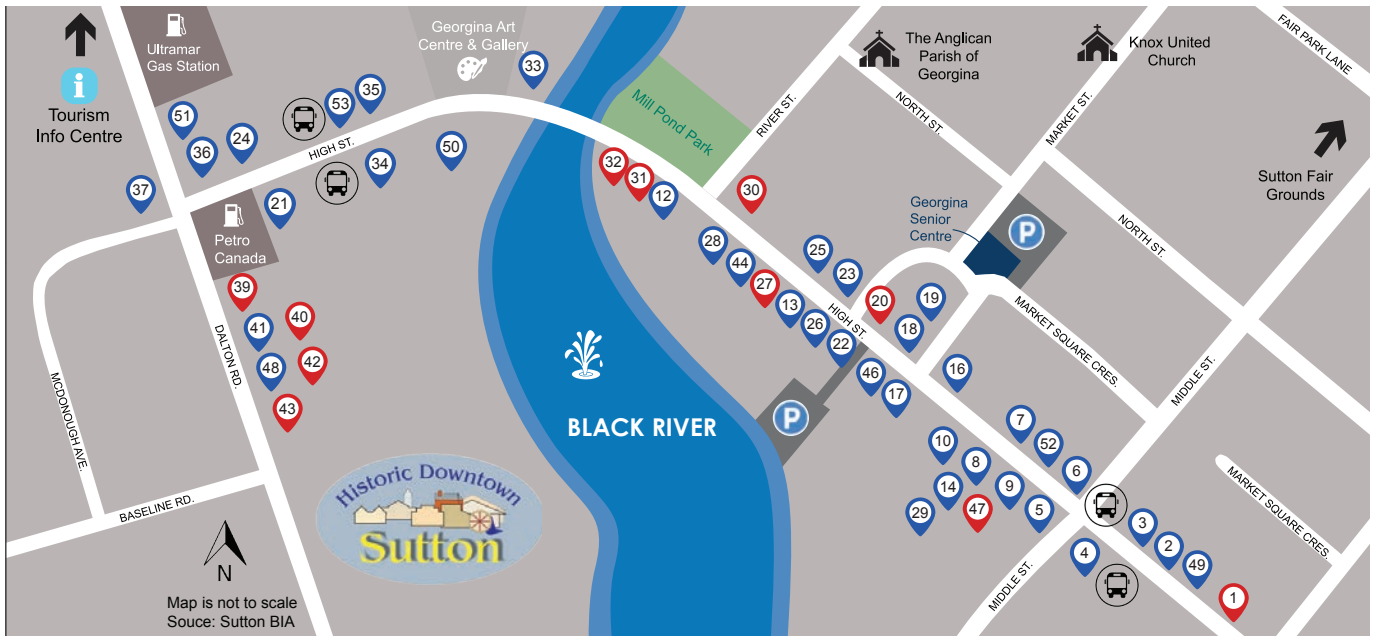 Georgina Art
Centre & Gallery
Ultramar
Gas Station
i
Tourism
Info Centre
The Anglican
Parish of
Georgina
Knox United
Church
FAIR PARK LANE
Sutton Fair
Grounds
Mill Pond Park
RIVER ST.
NORTH ST.
MARKET ST.
NORTH ST.
Georgina
Senior
Centre
P
MARKET SQUARE CRES.
MIDDLE ST.
MARKET SQUARE CRES.
MIDDLE ST.
HIGH ST.
HIGH ST.
P
BLACK RIVER
Petro
Canada
DALTON RD.
MCDONOUGH AVE.
BASELINE RD.
Historic Downtown
Sutton
N
Map is not to scale
Souce: Sutton BIA
33
35
53
51
24
36
37
21
34
50
32
31
12
30
28
44
27
13
26
22
25
23
20
19
18
46
17
16
39
40
41
42
48
43
7
52
6
10
8
14
9
47
5
29
4
3
2
49
1